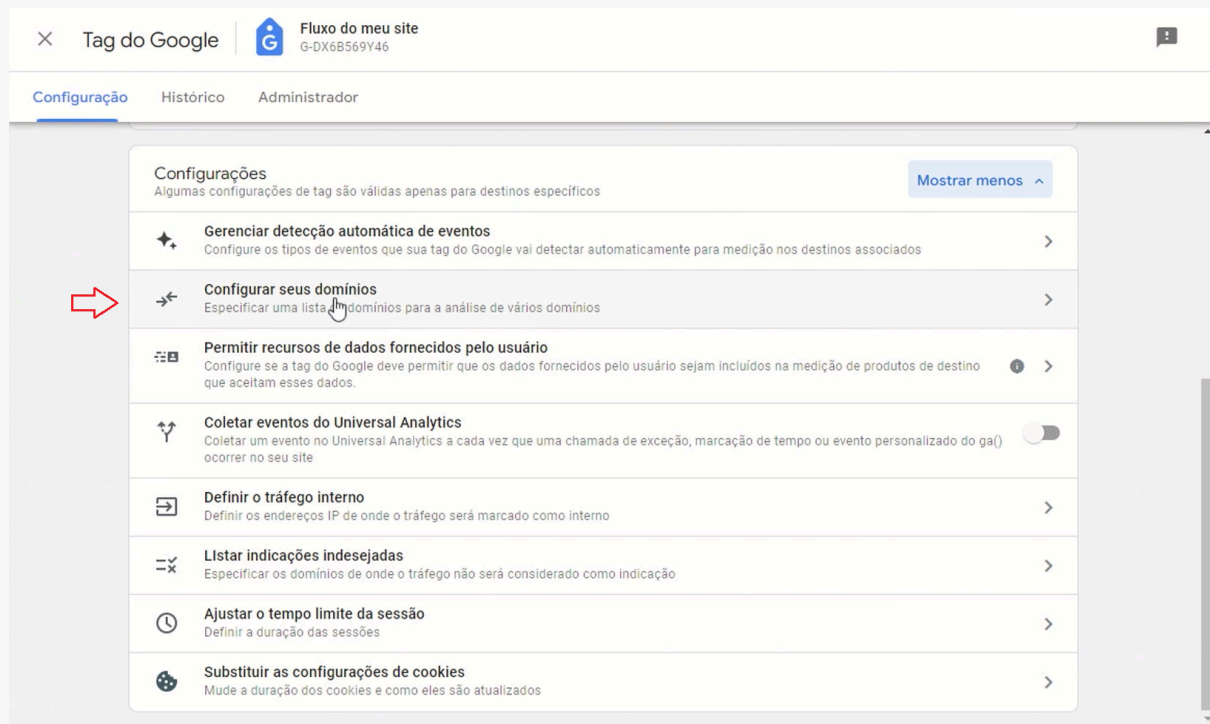 Tag do Google
Fluxo do meu site
G-DX6B569Y46
Configuração
Histórico
Administrador
Configurações
Algumas configurações de tag são válidas apenas para destinos específicos
Mostrar menos
Gerenciar detecção automática de eventos
Configure os tipos de eventos que sua tag do Google vai detectar automaticamente para medição nos destinos associados
Configurar seus domínios
Especificar uma lista domínios para a análise de vários domínios
Permitir recursos de dados fornecidos pelo usuário
Configure se a tag do Google deve permitir que os dados fornecidos pelo usuário sejam incluídos na medição de produtos de destino
que aceitam esses dados.
Coletar eventos do Universal Analytics
Coletar um evento no Universal Analytics a cada vez que uma chamada de exceção, marcação de tempo ou evento personalizado do ga()
ocorrer no seu site
Definir o tráfego interno
Definir os endereços IP de onde o tráfego será marcado como interno
LIstar indicações indesejadas
Especificar os domínios de onde o tráfego não será considerado como indicação
Ajustar o tempo limite da sessão
Definir a duração das sessões
Substituir as configurações de cookies
Mude a duração dos cookies e como eles são atualizados